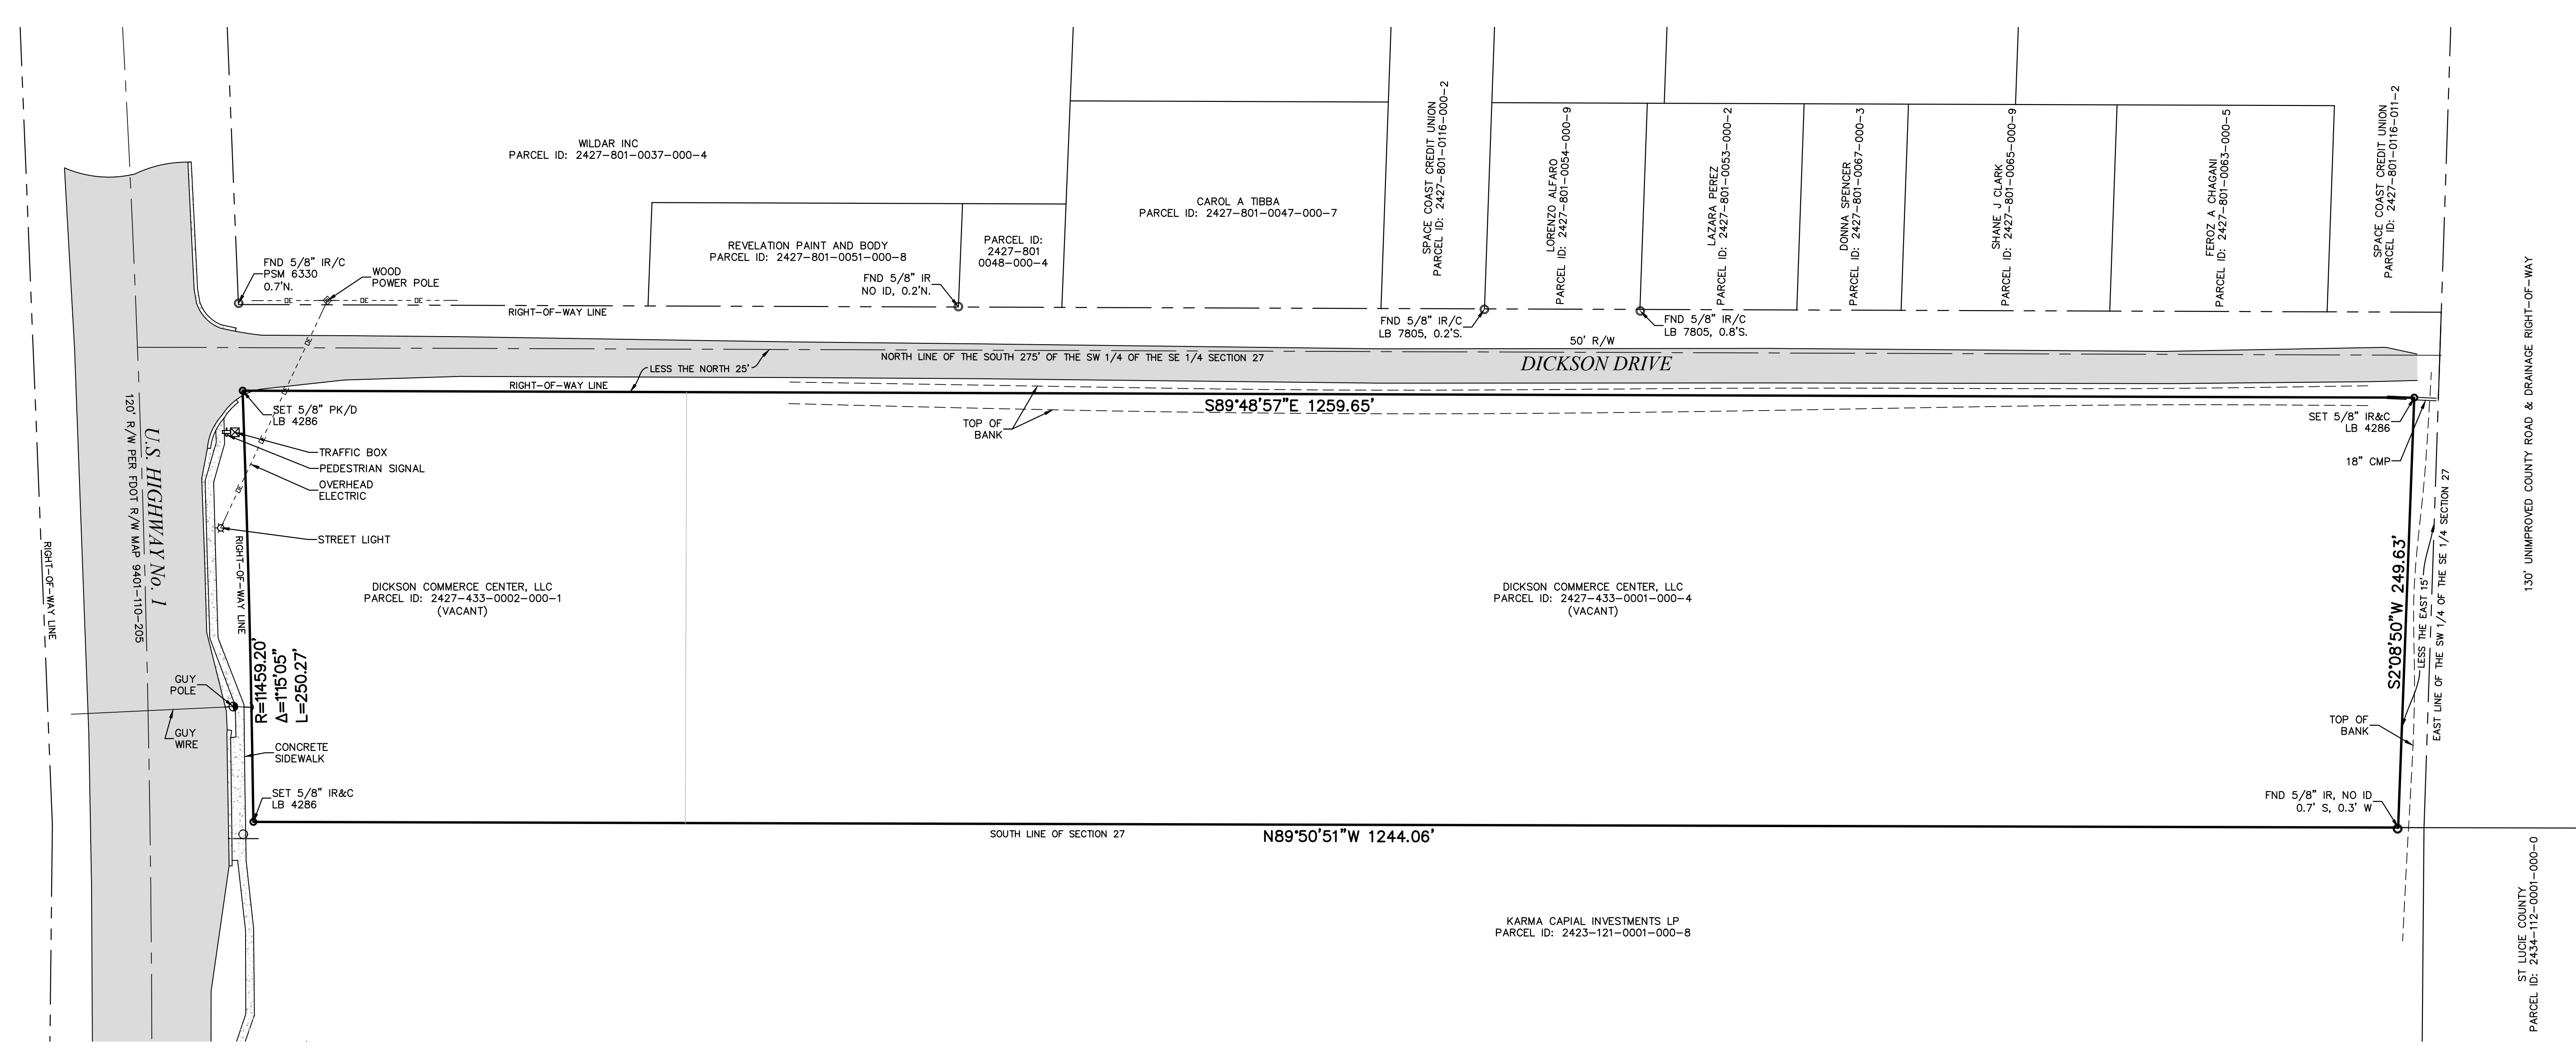 WILDAR INC
PARCEL ID: 2427-801-0037-000-4
REVELATION PAINT AND BODY
PARCEL ID: 2427-801-0051-000-8
PARCEL ID:
2427-801
0048-000-4
CAROL A TIBBA
PARCEL ID: 2427-801-0047-000-7
SPACE COAST CREDIT UNION
PARCEL ID: 2427-801-0116-000-2
LORENZO ALFARO
PARCEL ID: 2427-801-0054-000-9
LAZARA PEREZ
PARCEL ID: 2427-801-0053-000-2
DONNA SPENCER
PARCEL ID: 2427-801-0067-000-3
SHANE J CLARK
PARCEL ID: 2427-801-0065-000-9
FEROZ A CHAGANI
PARCEL ID: 2427-801-0063-000-5
SPACE COAST CREDIT UNION
PARCEL ID: 2427-801-0116-011-2
130' UNIMPROVED COUNTY ROAD & DRAINAGE RIGHT-OF-WAY
FND 5/8" IR/C
PSM 6330
0.7'N.
WOOD
POWER POLE
OE
OE
OE
FND 5/8" IR
NO ID, 0.2'N.
RIGHT-OF-WAY LINE
FND 5/8" IR/C
LB 7805, 0.2'S.
FND 5/8" IR/C
LB 7805, 0.8'S.
50' R/W
OE
NORTH LINE OF THE SOUTH 275' OF THE SW 1/4 OF THE SE 1/4 SECTION 27
DICKSON DRIVE
LESS THE NORTH 25'
RIGHT-OF-WAY LINE
OE
S89°48'57"E 1259.65'
SET 5/8" PK/D
LB 4286
TOP OF
BANK
SET 5/8" IR&C
LB 4286
18" CMP
OE
TRAFFIC BOX
PEDESTRIAN SIGNAL
OVERHEAD
ELECTRIC
OE
STREET LIGHT
RIGHT-OF-WAY LINE
120' R/W PER FDOT R/W MAP 9401-110-205
U.S. HIGHWAY No. 1
RIGHT-OF-WAY LINE
DICKSON COMMERCE CENTER, LLC
PARCEL ID: 2427-433-0002-000-1
(VACANT)
DICKSON COMMERCE CENTER, LLC
PARCEL ID: 2427-433-0001-000-4
(VACANT)
S2°08'50"W 249.63'
LESS THE EAST 15'
EAST LINE OF THE SW 1/4 OF THE SE 1/4 SECTION 27
R=11459.20'
Δ=1°15'05"
L=250.27'
GUY
POLE
GUY
WIRE
CONCRETE
SIDEWALK
TOP OF
BANK
SET 5/8" IR&C
LB 4286
FND 5/8" IR, NO ID
0.7' S, 0.3' W
SOUTH LINE OF SECTION 27
N89°50'51"W 1244.06'
KARMA CAPIAL INVESTMENTS LP
PARCEL ID: 2423-121-0001-000-8
ST LUCIE COUNTY
PARCEL ID: 2434-112-0001-000-0